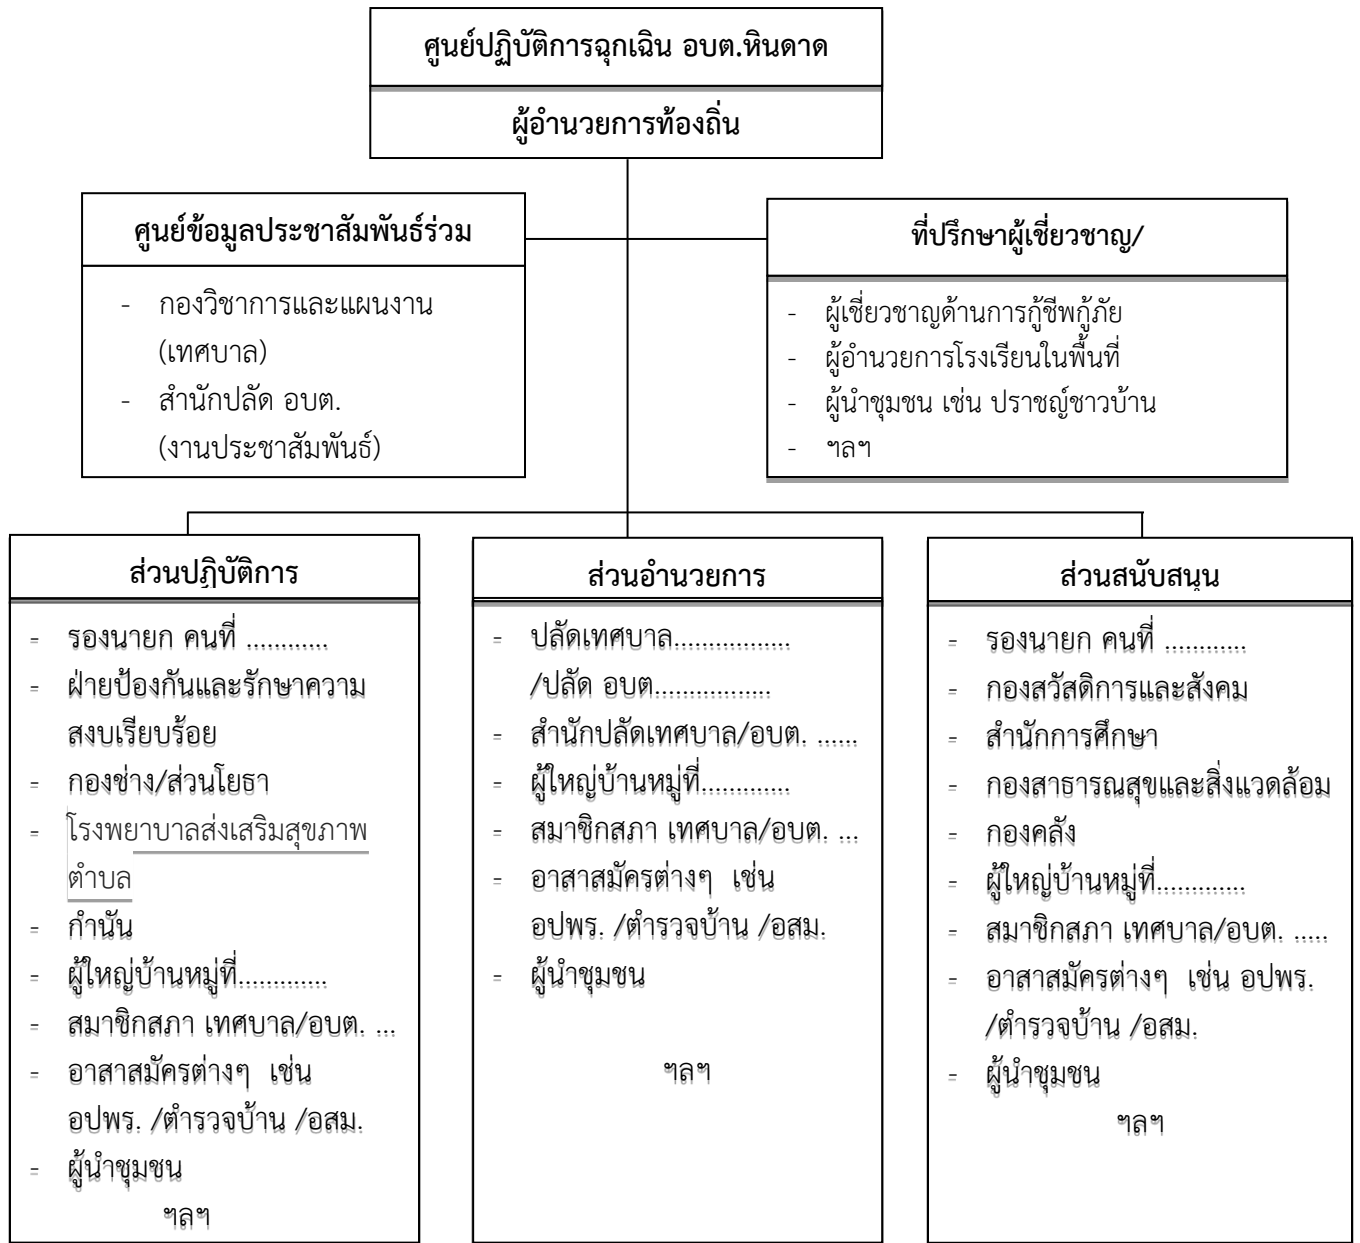 ศูนย์ปฏิบัติการฉุกเฉิน อบต.หินดาด
ผู้อำนวยการท้องถิ่น
ศูนย์ข้อมูลประชาสัมพันธ์ร่วม
- กองวิชาการและแผนงาน
(เทศบาล)
- สำนักปลัด อบต.
(งานประชาสัมพันธ์)
ที่ปรึกษาผู้เชี่ยวชาญ/
- ผู้เชี่ยวชาญด้านการกู้ชีพกู้ภัย
- ผู้อำนวยการโรงเรียนในพื้นที่
- ผู้นำชุมชน เช่น ปราชญ์ชาวบ้าน
- ฯลฯ
ส่วนปฏิบัติการ
- รองนายก คนที่ ............
- ฝ่ายป้องกันและรักษาความ
สงบเรียบร้อย
- กองช่าง/ส่วนโยธา
- โรงพยาบาลส่งเสริมสุขภาพ
ตำบล
- กำนัน
- ผู้ใหญ่บ้านหมู่ที่.............
- สมาชิกสภา เทศบาล/อบต. ...
- อาสาสมัครต่างๆ เช่น
อปพร. /ตำรวจบ้าน /อสม.
- ผู้นำชุมชน
ฯลฯ
ส่วนอำนวยการ
- ปลัดเทศบาล.................
/ปลัด อบต.................
- สำนักปลัดเทศบาล/อบต. ......
- ผู้ใหญ่บ้านหมู่ที่.............
- สมาชิกสภา เทศบาล/อบต. ...
- อาสาสมัครต่างๆ เช่น
อปพร. /ตำรวจบ้าน /อสม.
- ผู้นำชุมชน
ฯลฯ
ส่วนสนับสนุน
- รองนายก คนที่ ............
- กองสวัสดิการและสังคม
- สำนักการศึกษา
- กองสาธารณสุขและสิ่งแวดล้อม
- กองคลัง
- ผู้ใหญ่บ้านหมู่ที่.............
- สมาชิกสภา เทศบาล/อบต. .....
- อาสาสมัครต่างๆ เช่น อปพร.
/ตำรวจบ้าน /อสม.
- ผู้นำชุมชน
ฯลฯ